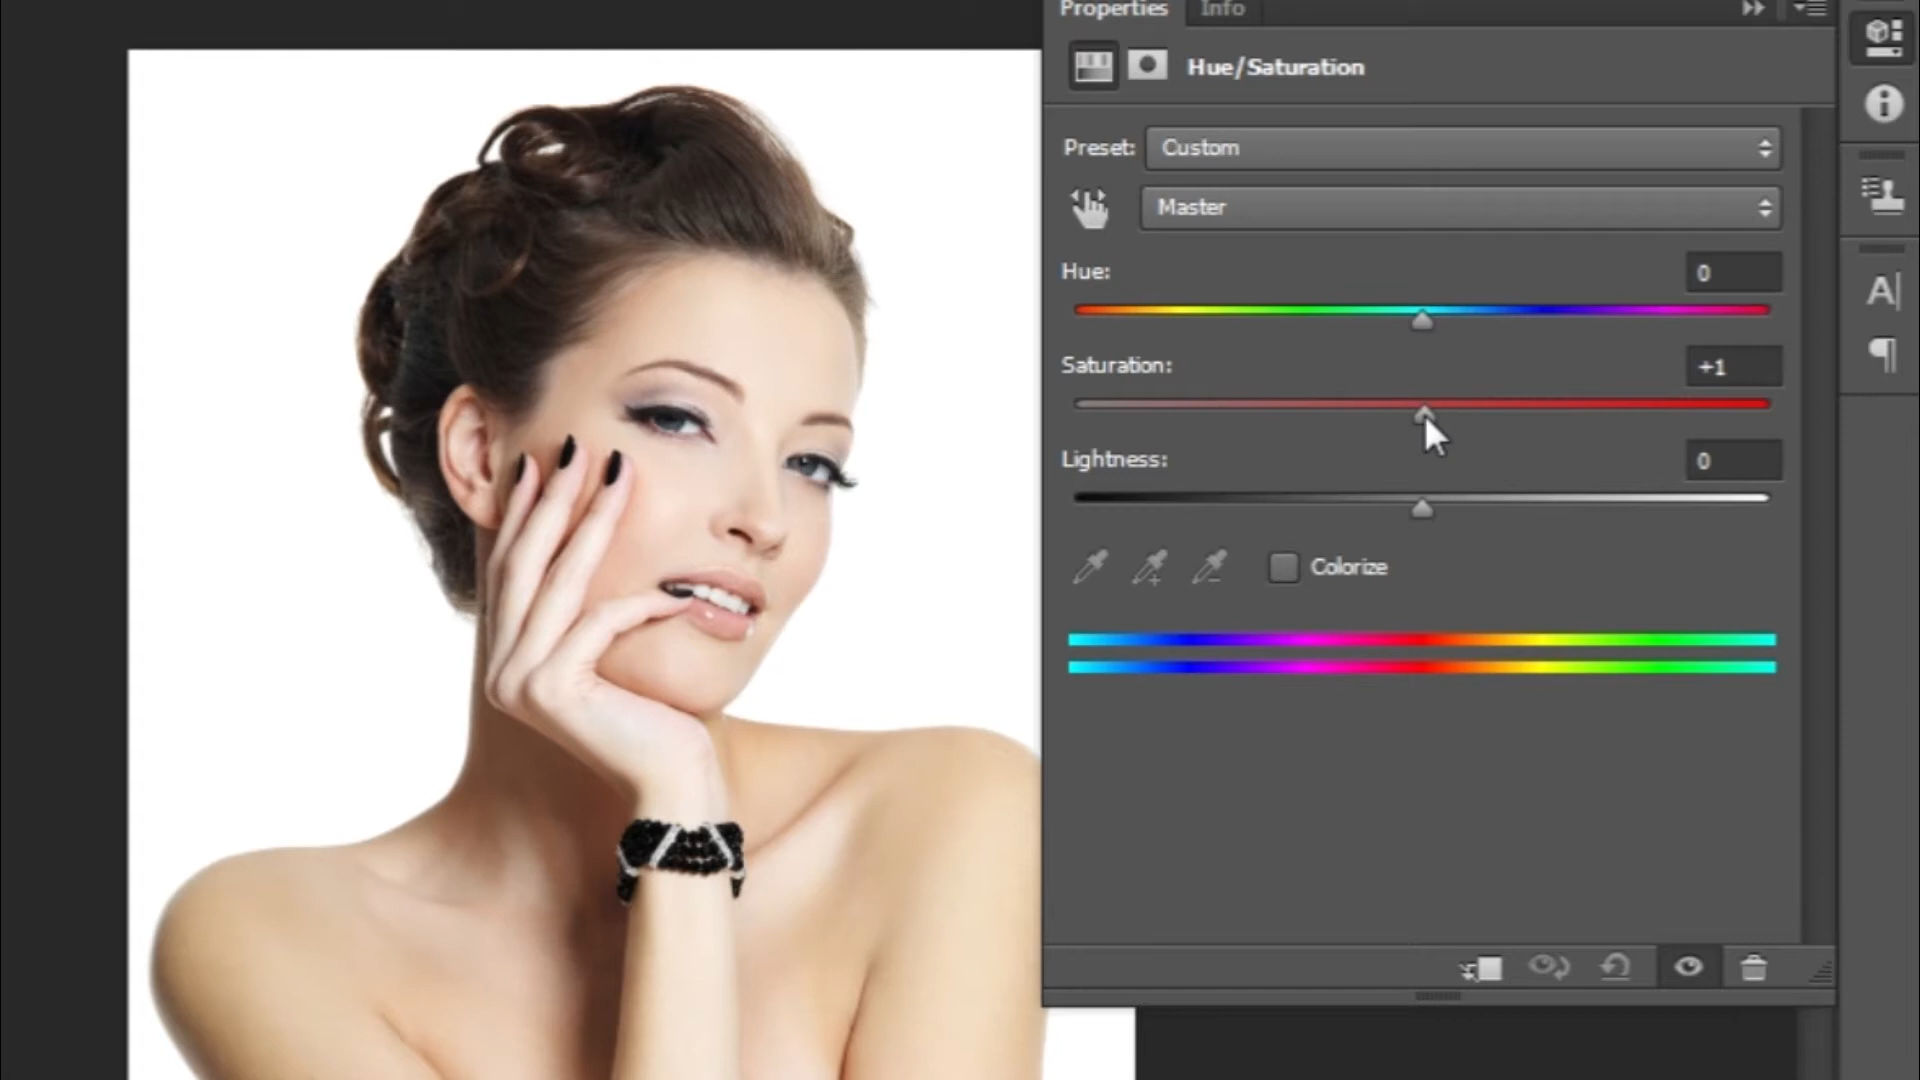 Properties
Info
Hue/Saturation
Preset: Custom
Master
Hue: 0
Saturation: +1
Lightness: 0
Colorize
A
¶